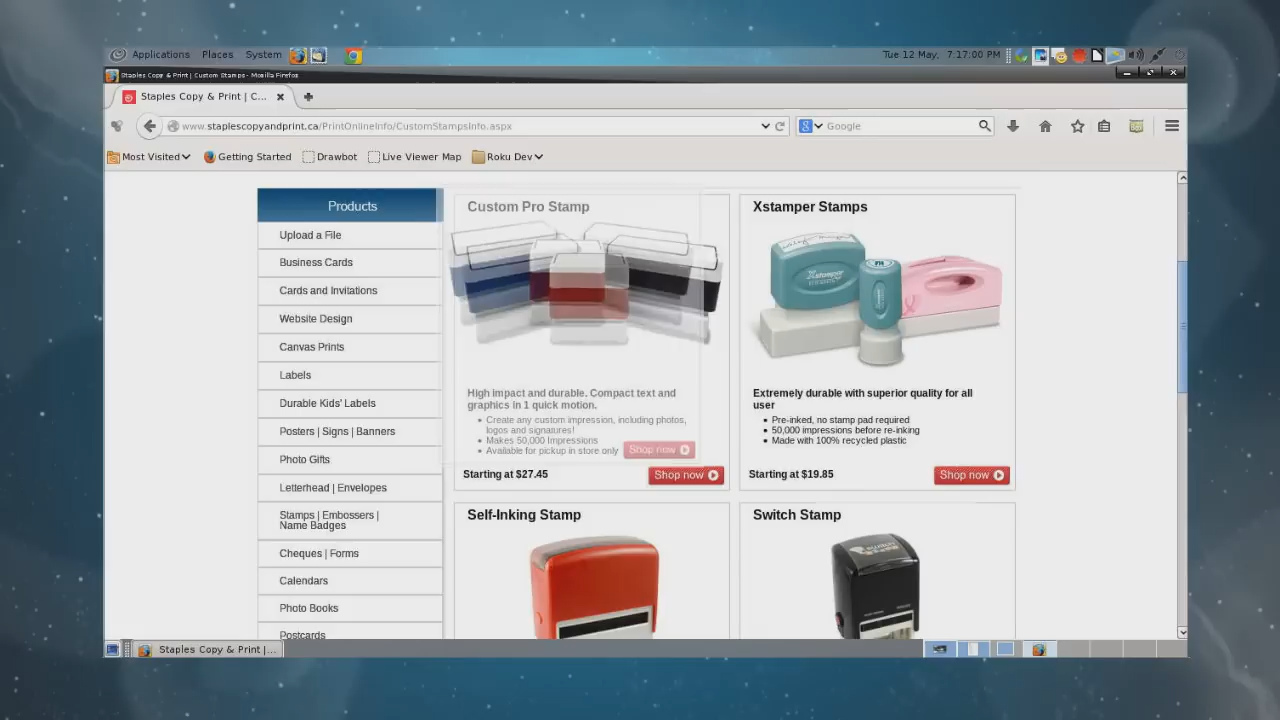 Applications Places System
Tue 12 May, 7:17:00 PM
Staples Copy & Print | Custom Stamps - Mozilla Firefox
Staples Copy & Print | C...
www.staplescopyandprint.ca/PrintOnlineInfo/CustomStampsInfo.aspx
Google
Most Visited Getting Started Drawbot Live Viewer Map Roku Dev
Products
Upload a File
Business Cards
Cards and Invitations
Website Design
Canvas Prints
Labels
Durable Kids' Labels
Posters | Signs | Banners
Photo Gifts
Letterhead | Envelopes
Stamps | Embossers |
Name Badges
Cheques | Forms
Calendars
Photo Books
Postcards
Custom Pro Stamp
High impact and durable. Compact text and
graphics in 1 quick motion.
Create any custom impression, including photos,
logos and signatures!
Makes 50,000 Impressions
Available for pickup in store only
Shop now
Starting at $27.45
Shop now
Xstamper Stamps
Xstamper
Extremely durable with superior quality for all
user
Pre-inked, no stamp pad required
50,000 impressions before re-inking
Made with 100% recycled plastic
Starting at $19.85
Shop now
Self-Inking Stamp
Switch Stamp
Staples Copy & Print |...